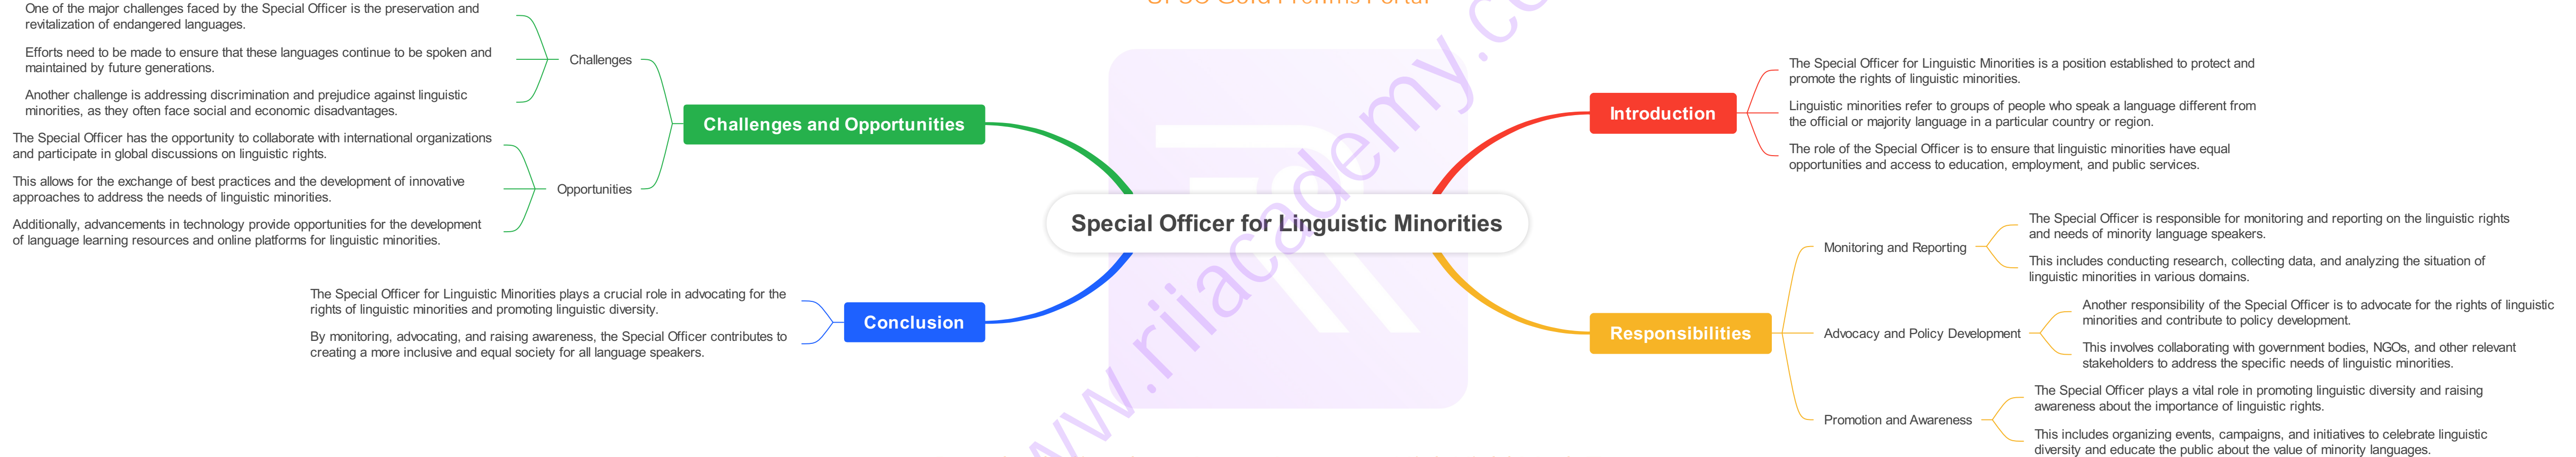 UPSC Gold Prelims Portal
Special Officer for Linguistic Minorities
Introduction
The Special Officer for Linguistic Minorities is a position established to protect and
promote the rights of linguistic minorities.
Linguistic minorities refer to groups of people who speak a language different from
the official or majority language in a particular country or region.
The role of the Special Officer is to ensure that linguistic minorities have equal
opportunities and access to education, employment, and public services.
Responsibilities
Monitoring and Reporting
The Special Officer is responsible for monitoring and reporting on the linguistic rights
and needs of minority language speakers.
This includes conducting research, collecting data, and analyzing the situation of
linguistic minorities in various domains.
Advocacy and Policy Development
Another responsibility of the Special Officer is to advocate for the rights of linguistic
minorities and contribute to policy development.
This involves collaborating with government bodies, NGOs, and other relevant
stakeholders to address the specific needs of linguistic minorities.
Promotion and Awareness
The Special Officer plays a vital role in promoting linguistic diversity and raising
awareness about the importance of linguistic rights.
This includes organizing events, campaigns, and initiatives to celebrate linguistic
diversity and educate the public about the value of minority languages.
Challenges and Opportunities
Challenges
One of the major challenges faced by the Special Officer is the preservation and
revitalization of endangered languages.
Efforts need to be made to ensure that these languages continue to be spoken and
maintained by future generations.
Another challenge is addressing discrimination and prejudice against linguistic
minorities, as they often face social and economic disadvantages.
Opportunities
The Special Officer has the opportunity to collaborate with international organizations
and participate in global discussions on linguistic rights.
This allows for the exchange of best practices and the development of innovative
approaches to address the needs of linguistic minorities.
Additionally, advancements in technology provide opportunities for the development
of language learning resources and online platforms for linguistic minorities.
Conclusion
The Special Officer for Linguistic Minorities plays a crucial role in advocating for the
rights of linguistic minorities and promoting linguistic diversity.
By monitoring, advocating, and raising awareness, the Special Officer contributes to
creating a more inclusive and equal society for all language speakers.